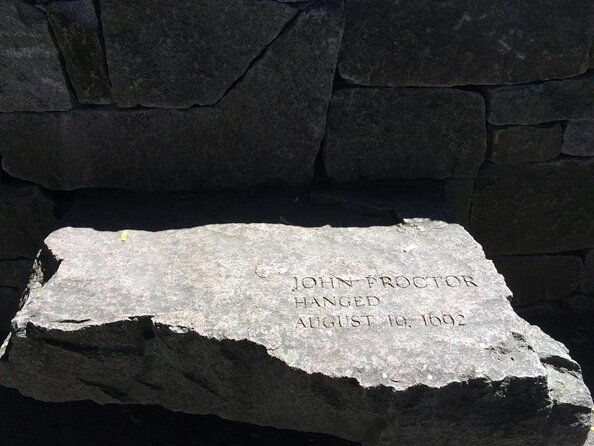 JOHN PROCTOR
HANGED
AUGUST 19, 1692